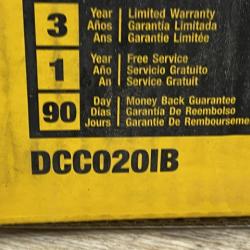 3
Year | Limited Warranty
Años | Garantía Limitada
Ans | Garantie Limitée
1
Year | Free Service
Año | Servicio Gratuito
An | Service Gratuit
90
Day | Money Back Guarantee
Días | Garantía De Reembolso
Jours | Garantie De Remboursement
DCC020IB